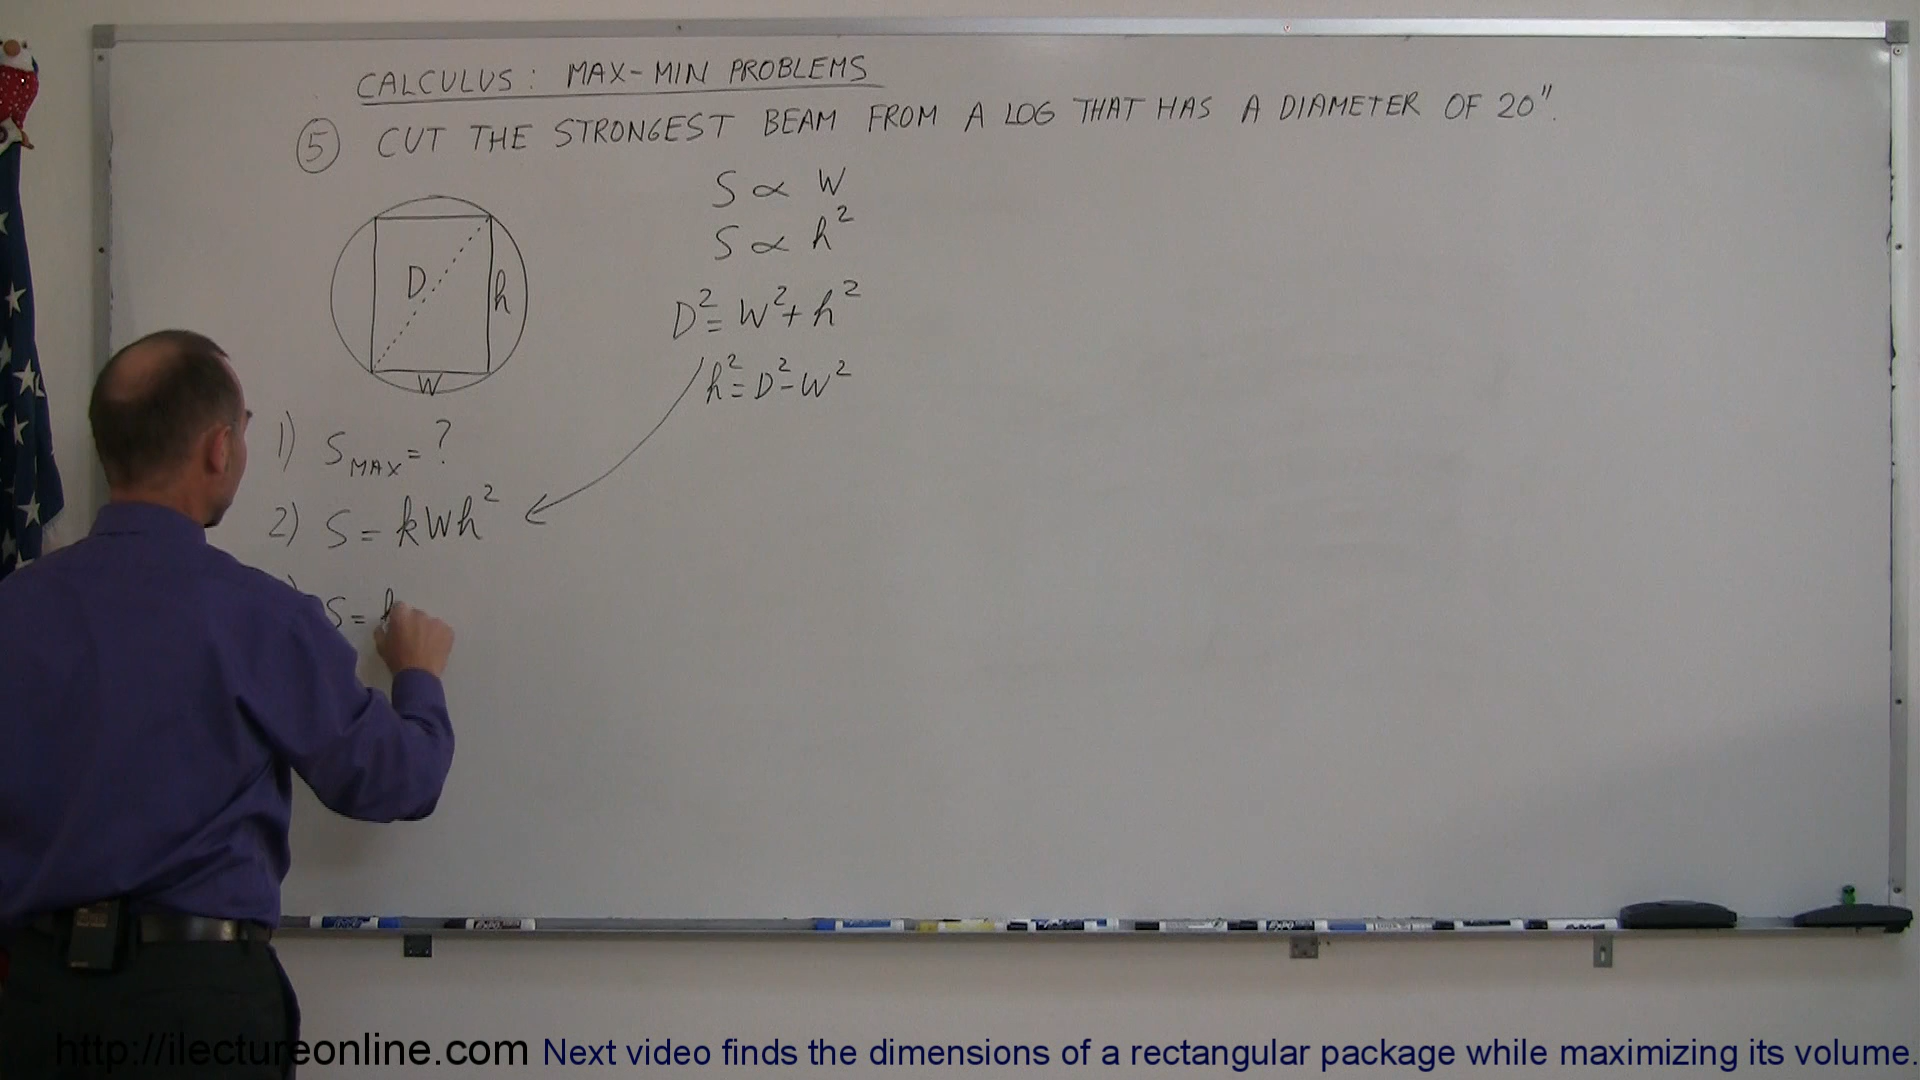 CALCULUS: MAX-MIN PROBLEMS
5 CUT THE STRONGEST BEAM FROM A LOG THAT HAS A DIAMETER OF 20".
S ∝ W
S ∝ h²
D
h
W
D² = W² + h²
h² = D² - W²
1) S MAX = ?
2) S = kWh²
) S =
http://ilectureonline.com Next video finds the dimensions of a rectangular package while maximizing its volume.